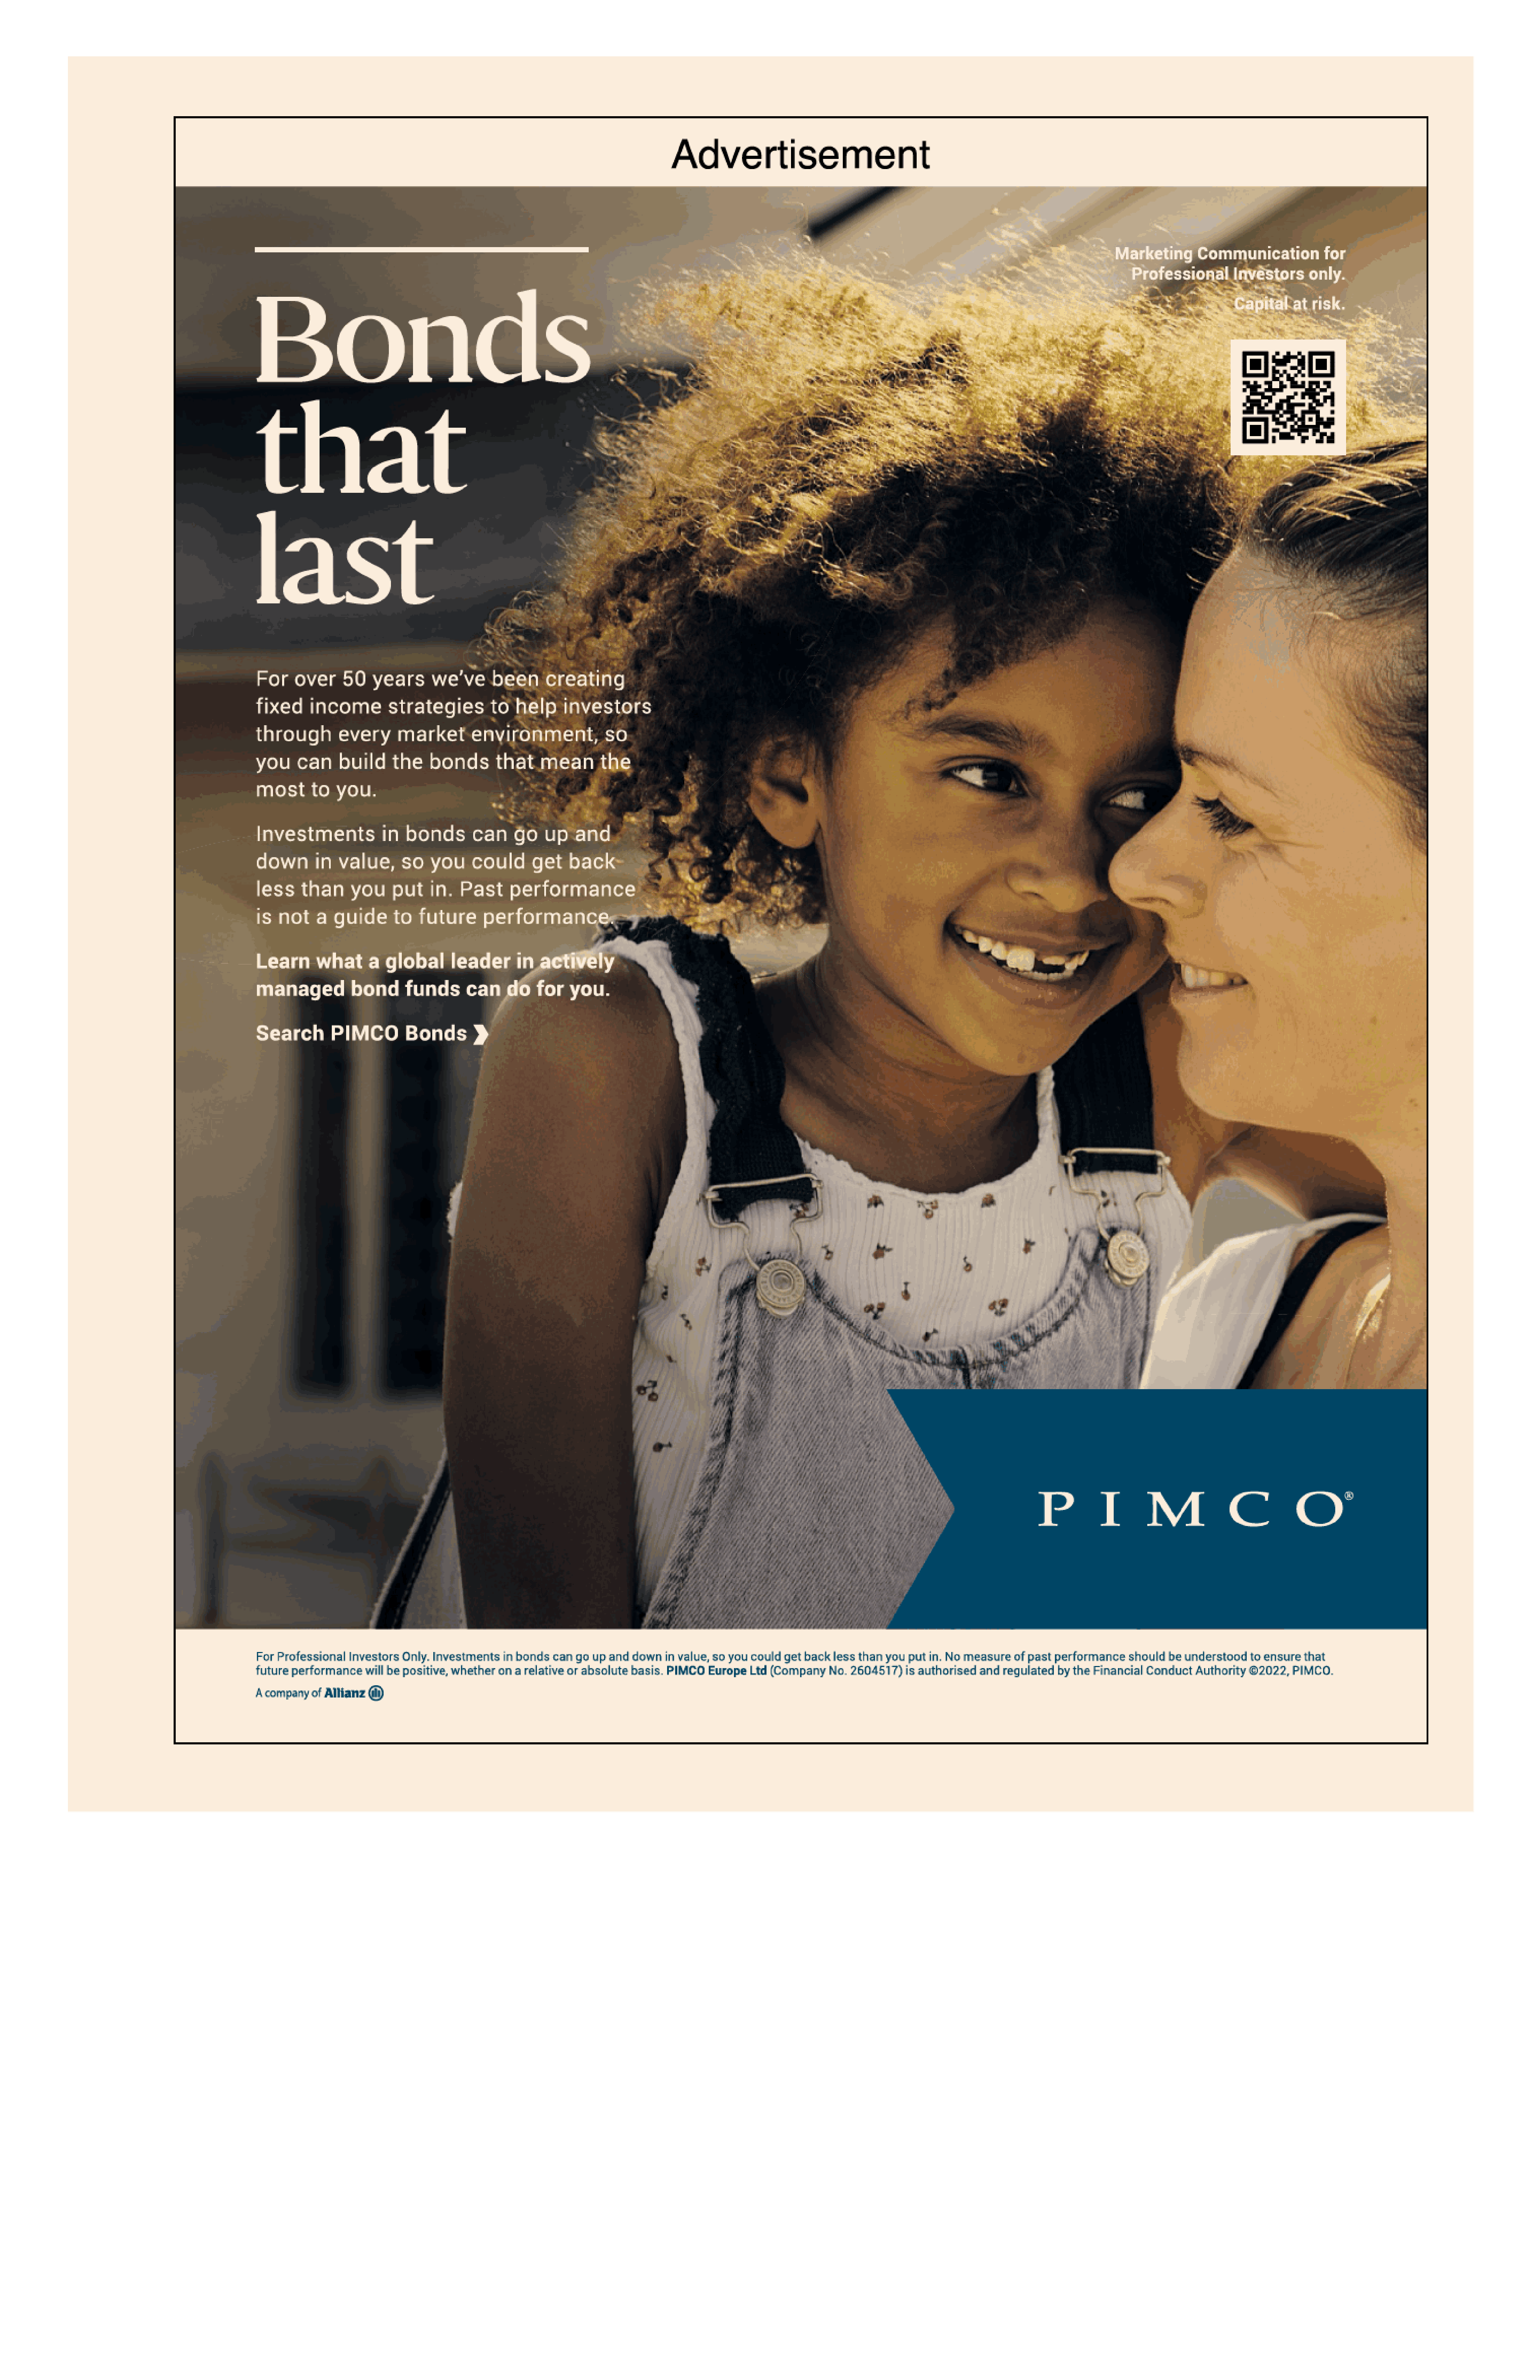 Advertisement
Bonds
that
last
Marketing Communication for
Professional Investors only.
Capital at risk.
For over 50 years we've been creating
fixed income strategies to help investors
through every market environment, so
you can build the bonds that mean the
most to you.
Investments in bonds can go up and
down in value, so you could get back
less than you put in. Past performance
is not a guide to future performance.
Learn what a global leader in actively
managed bond funds can do for you.
Search PIMCO Bonds
PIMCO®
For Professional Investors Only. Investments in bonds can go up and down in value, so you could get back less than you put in. No measure of past performance should be understood to ensure that
future performance will be positive, whether on a relative or absolute basis. PIMCO Europe Ltd (Company No. 2604517) is authorised and regulated by the Financial Conduct Authority ©2022, PIMCO.
A company of Allianz